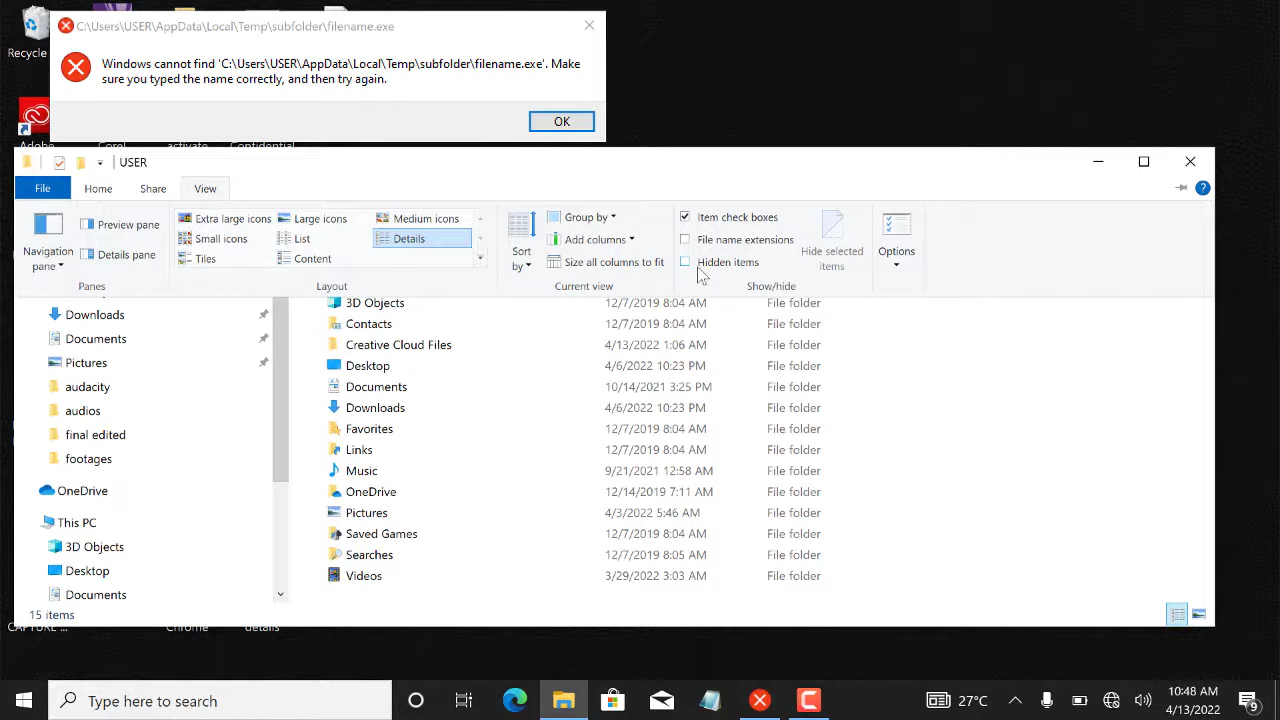 Recycle
C:\Users\USER\AppData\Local\Temp\subfolder\filename.exe
Windows cannot find 'C:\Users\USER\AppData\Local\Temp\subfolder\filename.exe'. Make
sure you typed the name correctly, and then try again.
OK
Adobe
Corel
activate
Confidential
USER
File
Home
Share
View
Navigation
pane
Preview pane
Details pane
Panes
Extra large icons
Large icons
Medium icons
Small icons
List
Details
Tiles
Content
Layout
Sort
by
Group by
Add columns
Size all columns to fit
Current view
Item check boxes
File name extensions
Hidden items
Hide selected
items
Show/hide
Options
Downloads
Documents
Pictures
audacity
audios
final edited
footages
OneDrive
This PC
3D Objects
Desktop
Documents
3D Objects 12/7/2019 8:04 AM File folder
Contacts 12/7/2019 8:04 AM File folder
Creative Cloud Files 4/13/2022 1:06 AM File folder
Desktop 4/6/2022 10:23 PM File folder
Documents 10/14/2021 3:25 PM File folder
Downloads 4/6/2022 10:23 PM File folder
Favorites 12/7/2019 8:04 AM File folder
Links 12/7/2019 8:04 AM File folder
Music 9/21/2021 12:58 AM File folder
OneDrive 12/14/2019 7:11 AM File folder
Pictures 4/3/2022 5:46 AM File folder
Saved Games 12/7/2019 8:04 AM File folder
Searches 12/7/2019 8:05 AM File folder
Videos 3/29/2022 3:03 AM File folder
15 items
CAPTURE ...
Chrome
details
Type here to search
27°C
10:48 AM
4/13/2022
9